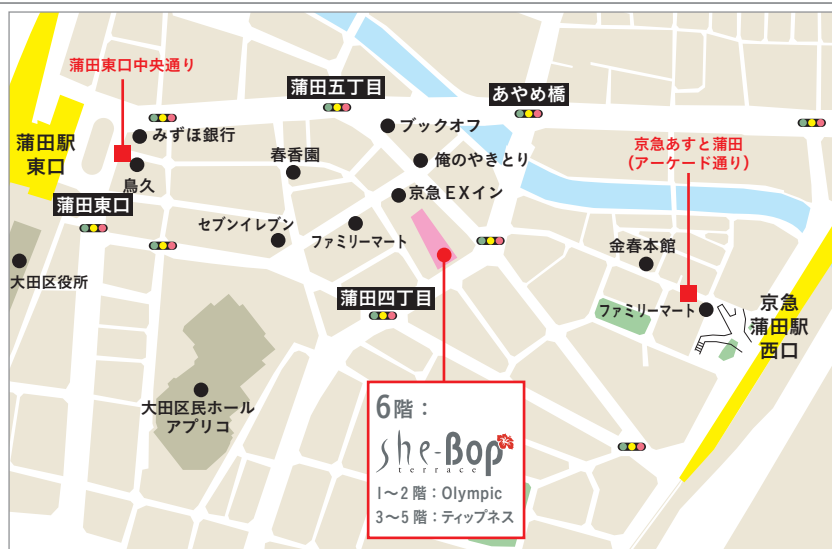 蒲田東口中央通り
蒲田五丁目
あやめ橋
蒲田駅
東口
みずほ銀行
鳥久
春香園
ブックオフ
俺のやきとり
京急EXイン
京急あすと蒲田
(アーケード通り)
蒲田東口
セブンイレブン
ファミリーマート
金春本館
大田区役所
蒲田四丁目
ファミリーマート
京急
蒲田駅
西口
大田区民ホール
アプリコ
6階：
she-Bop
terrace
1〜2階：Olympic
3〜5階：ティップネス